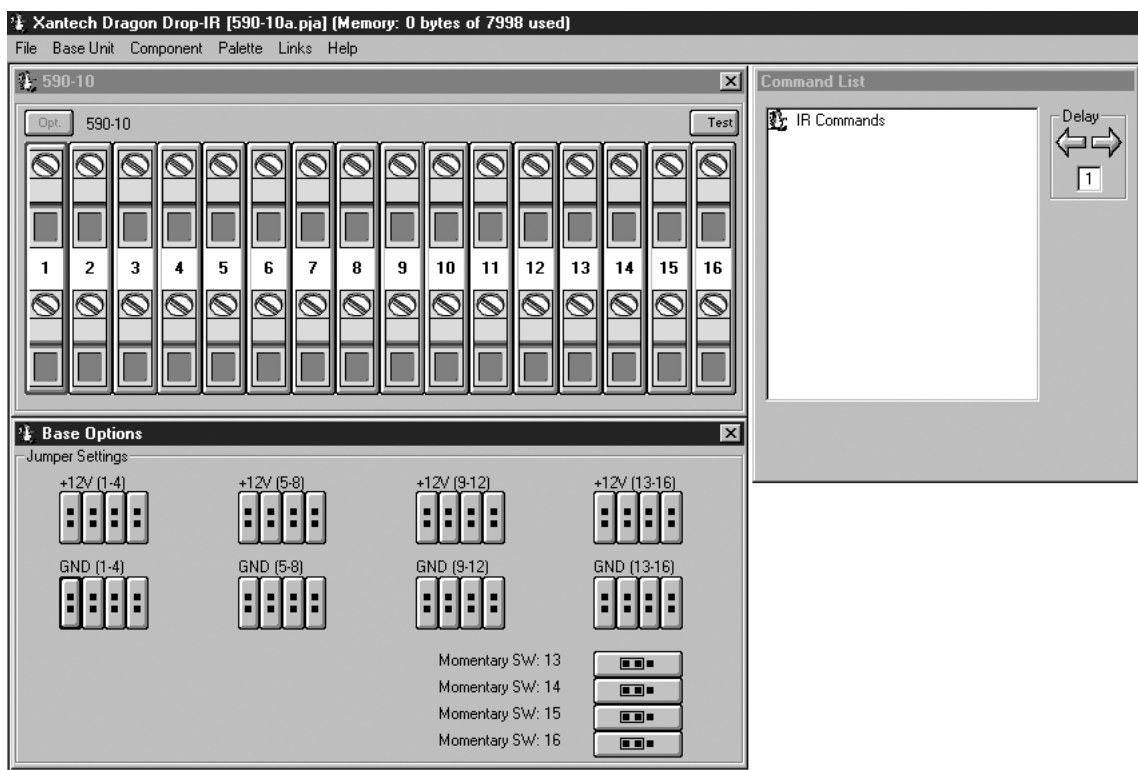 Xantech Dragon Drop-IR [590-10a.pja] (Memory: 0 bytes of 7998 used)
File Base Unit Component Palette Links Help
590-10
Opt. 590-10 Test
1 2 3 4 5 6 7 8 9 10 11 12 13 14 15 16
Command List
IR Commands
Delay
1
Base Options
Jumper Settings
+12V (1-4) +12V (5-8) +12V (9-12) +12V (13-16)
GND (1-4) GND (5-8) GND (9-12) GND (13-16)
Momentary SW: 13
Momentary SW: 14
Momentary SW: 15
Momentary SW: 16